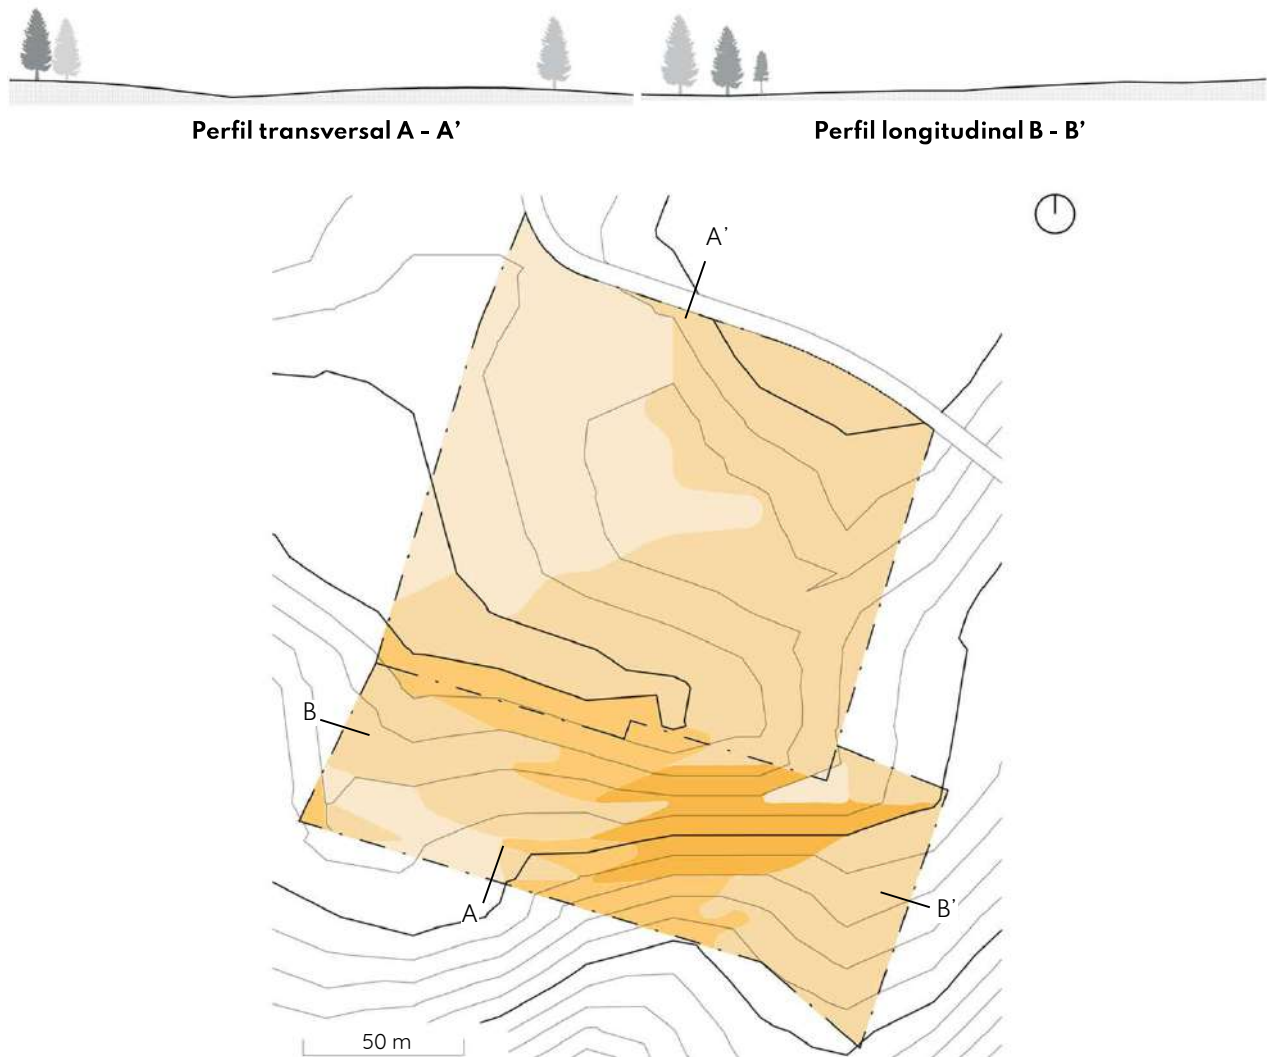 Perfil transversal A - A’
Perfil longitudinal B - B’
A’
B
A
B’
50 m